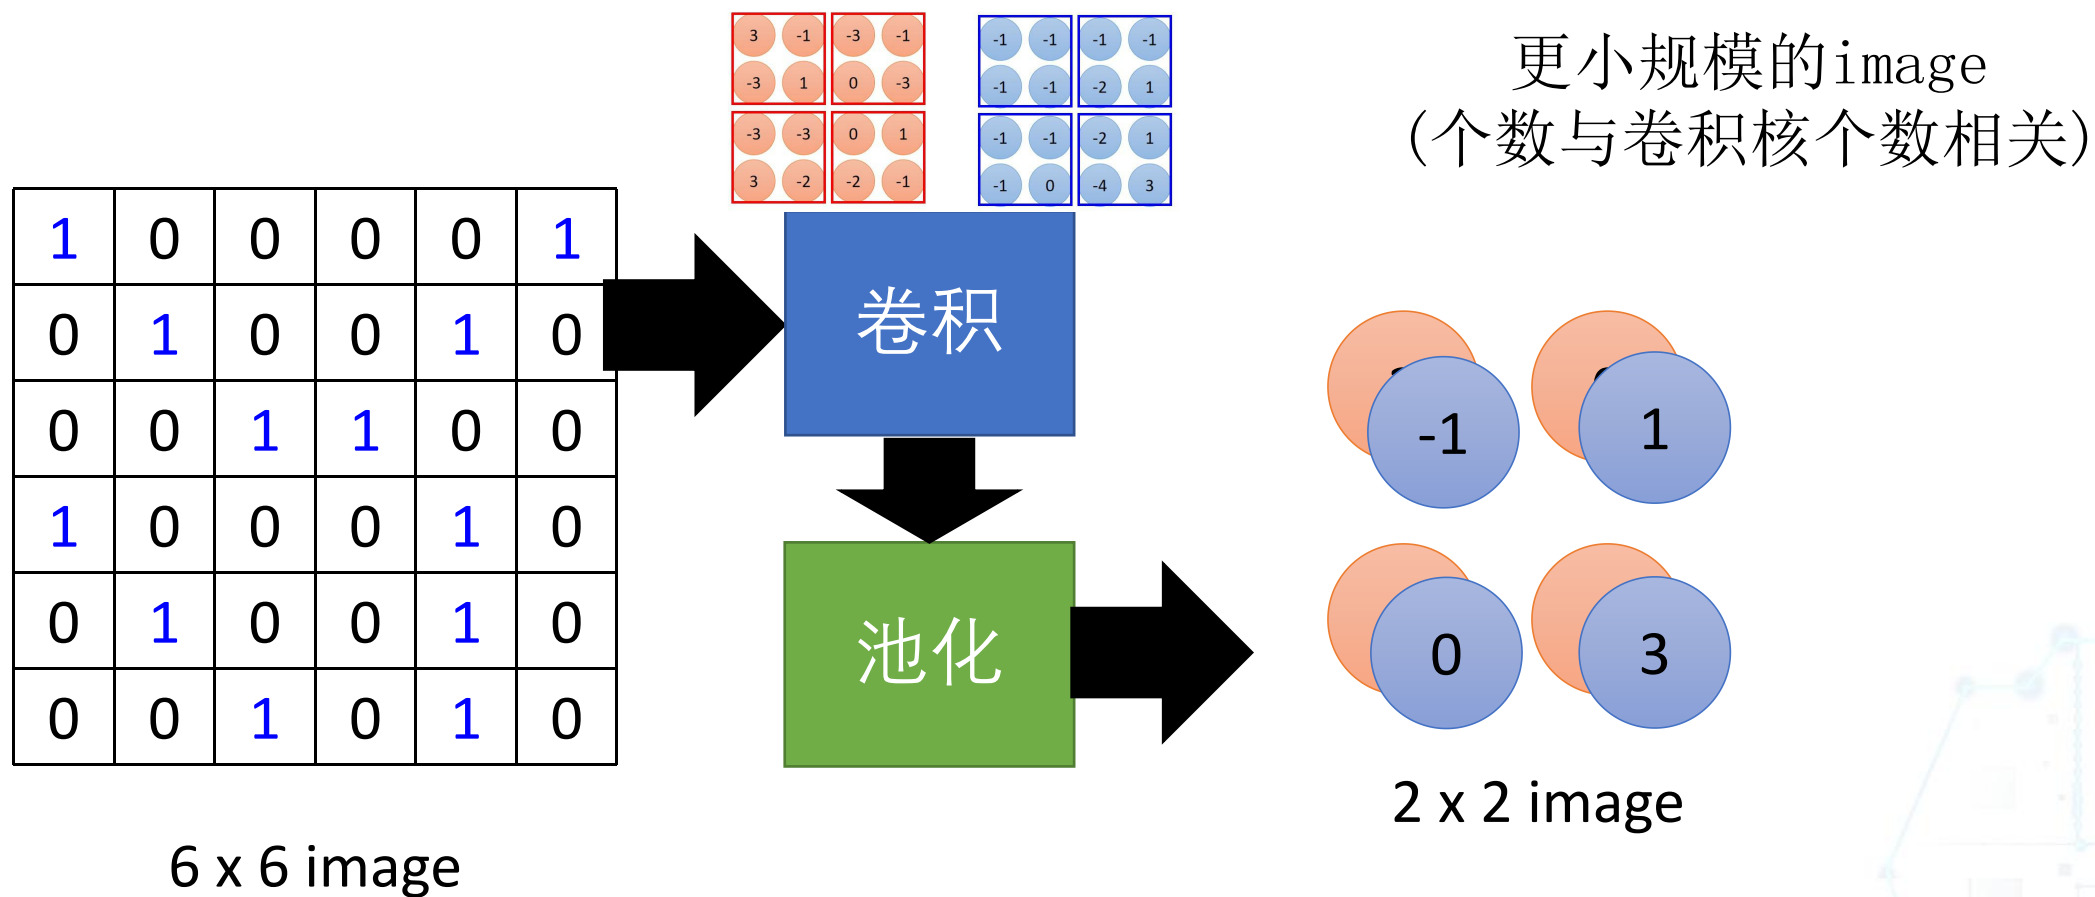 3 -1 -3 -1 -1 -1 -1 -1
-3 1 0 -3 -1 -1 -2 1
-3 -3 0 1 -1 -1 -2 1
3 -2 -2 -1 -1 0 -4 3
更小规模的image
(个数与卷积核个数相关)
1 0 0 0 0 1
0 1 0 0 1 0
0 0 1 1 0 0
1 0 0 0 1 0
0 1 0 0 1 0
0 0 1 0 1 0
6 x 6 image
卷积
池化
-1 1
0 3
2 x 2 image